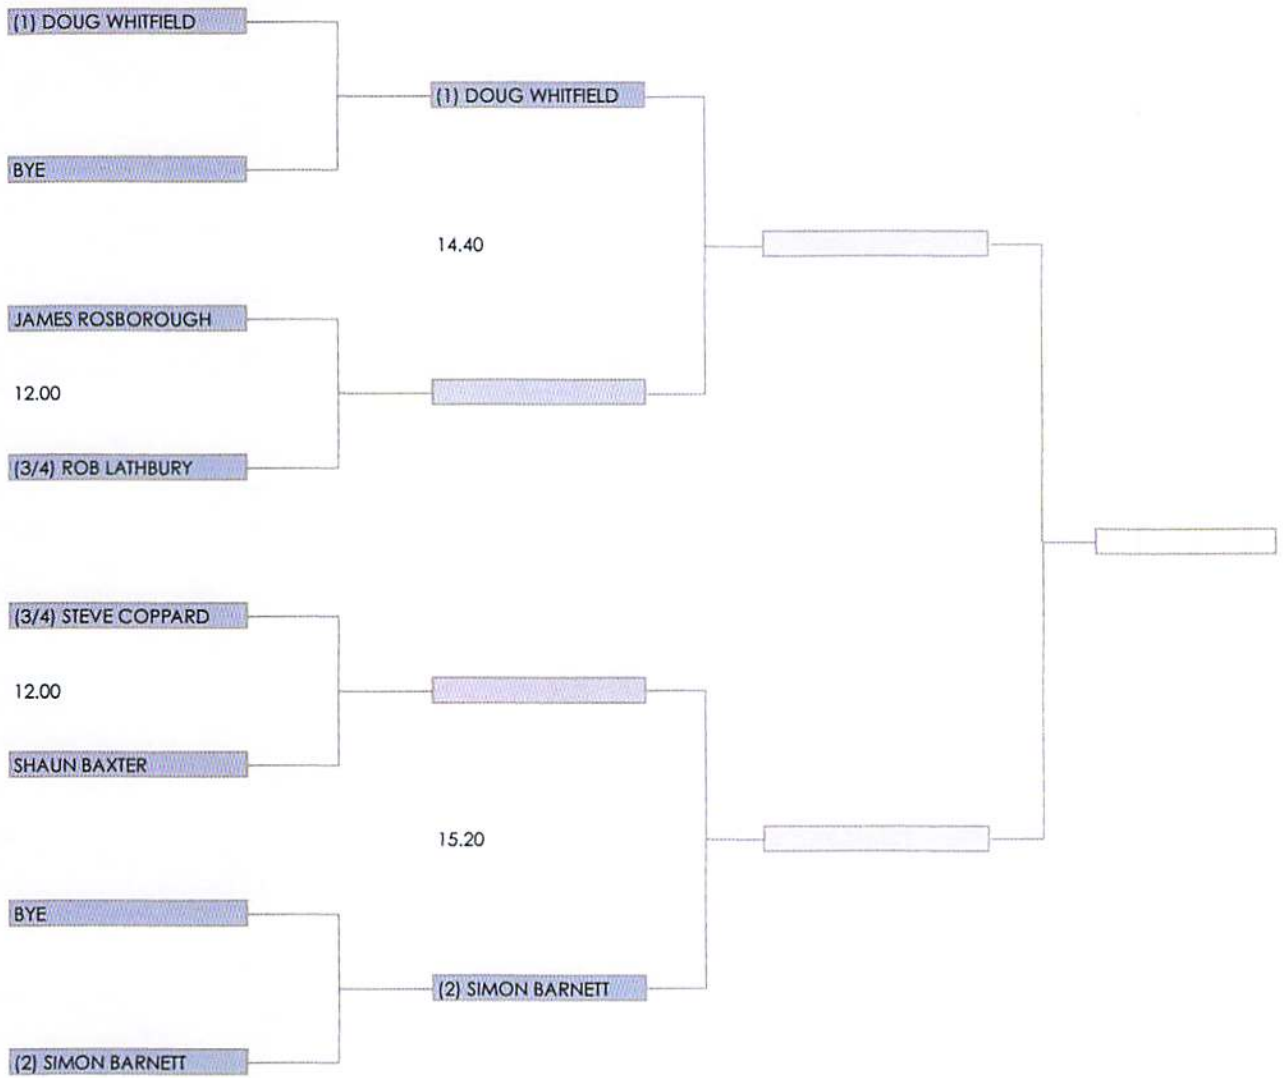 (1) DOUG WHITFIELD
(1) DOUG WHITFIELD
BYE
14.40
JAMES ROSBOROUGH
12.00
(3/4) ROB LATHBURY
(3/4) STEVE COPPARD
12.00
SHAUN BAXTER
15.20
BYE
(2) SIMON BARNETT
(2) SIMON BARNETT